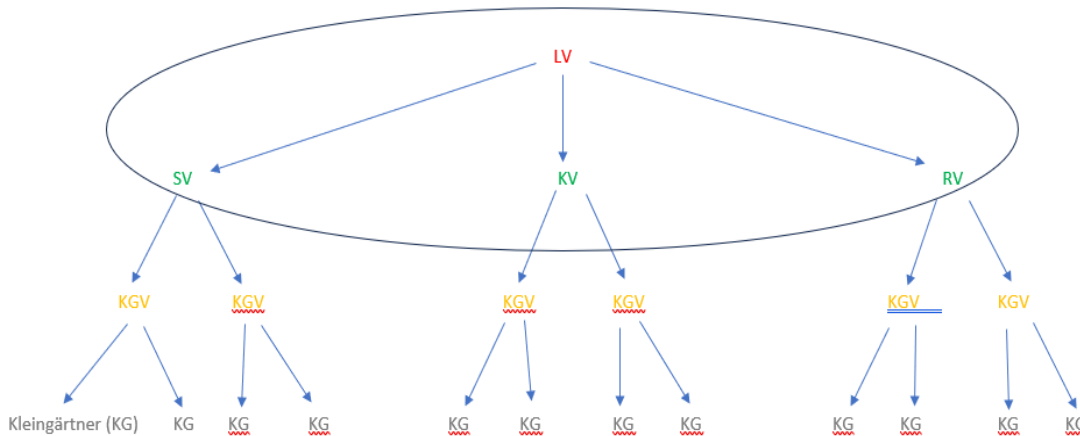 LV
SV KV RV
KGV KGV KGV KGV KGV KGV
Kleingärtner (KG) KG KG KG KG KG KG KG KG KG KG KG